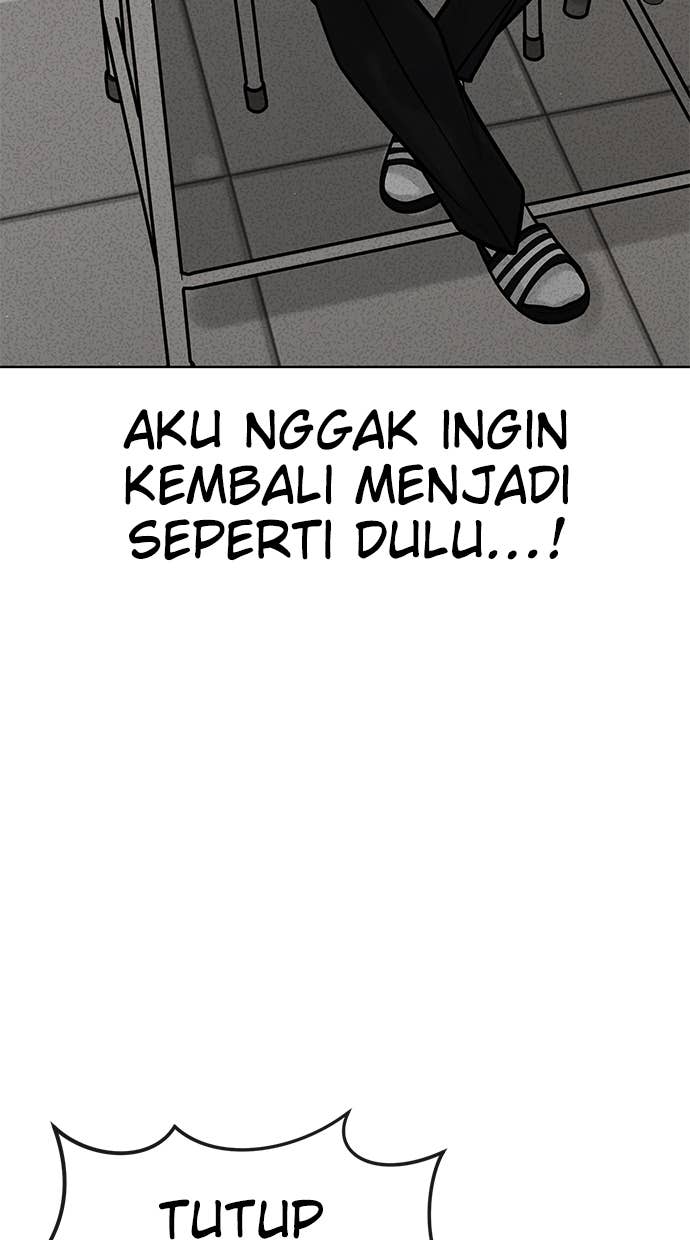 AKU NGGAK INGIN
KEMBALI MENJADI
SEPERTI DULU...!
TUTUP